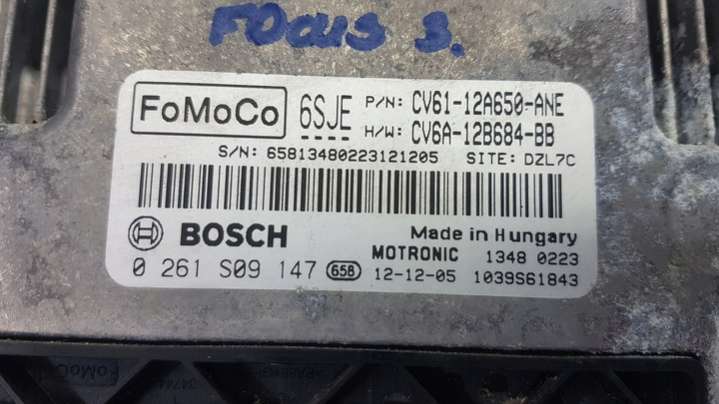 FOCUS 3.
FoMoCo 6SJE P/N: CV61-12A650-ANE
H/W: CV6A-12B684-BB
S/N: 65813480223121205 SITE: DZL7C
BOSCH Made in Hungary
MOTRONIC 1348 0223
0 261 S09 147 658 12-12-05 1039S61843
FoMoCo